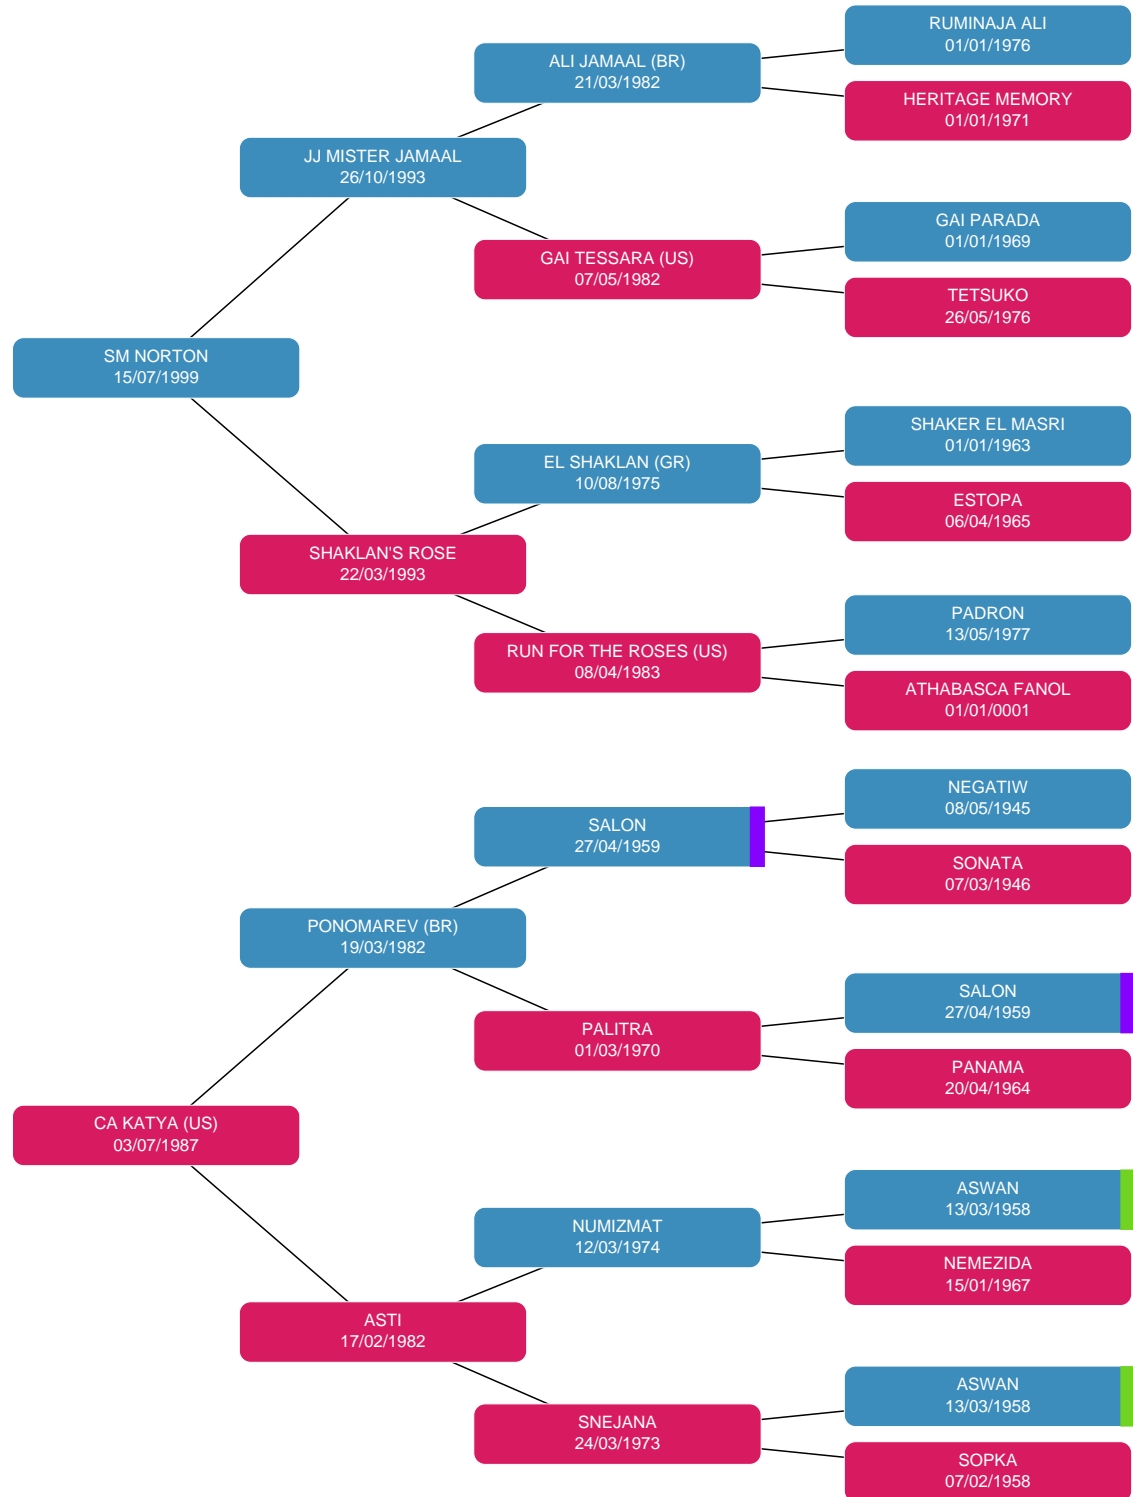 RUMINAJA ALI
01/01/1976
ALI JAMAAL (BR)
21/03/1982
HERITAGE MEMORY
01/01/1971
JJ MISTER JAMAAL
26/10/1993
GAI PARADA
01/01/1969
GAI TESSARA (US)
07/05/1982
TETSUKO
26/05/1976
SM NORTON
15/07/1999
SHAKER EL MASRI
01/01/1963
EL SHAKLAN (GR)
10/08/1975
ESTOPA
06/04/1965
SHAKLAN'S ROSE
22/03/1993
PADRON
13/05/1977
RUN FOR THE ROSES (US)
08/04/1983
ATHABASCA FANOL
01/01/0001
NEGATIW
08/05/1945
SALON
27/04/1959
SONATA
07/03/1946
PONOMAREV (BR)
19/03/1982
SALON
27/04/1959
PALITRA
01/03/1970
PANAMA
20/04/1964
CA KATYA (US)
03/07/1987
ASWAN
13/03/1958
NUMIZMAT
12/03/1974
NEMEZIDA
15/01/1967
ASTI
17/02/1982
ASWAN
13/03/1958
SNEJANA
24/03/1973
SOPKA
07/02/1958